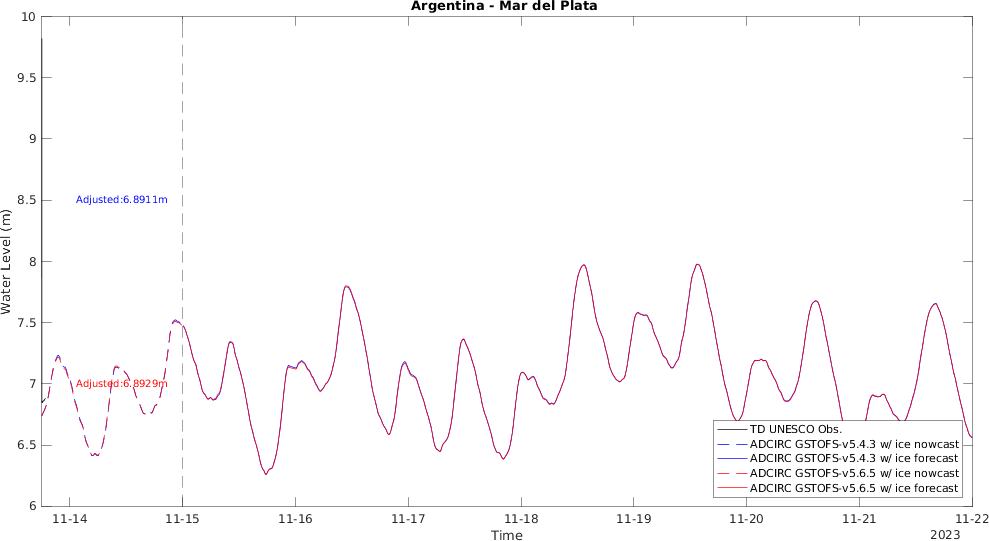 Argentina - Mar del Plata
10
9.5
9
8.5
8
7.5
7
6.5
6
Water Level (m)
Adjusted:6.8911m
Adjusted:6.8929m
TD UNESCO Obs.
ADCIRC GSTOFS-v5.4.3 w/ ice nowcast
ADCIRC GSTOFS-v5.4.3 w/ ice forecast
ADCIRC GSTOFS-v5.6.5 w/ ice nowcast
ADCIRC GSTOFS-v5.6.5 w/ ice forecast
11-14 11-15 11-16 11-17 11-18 11-19 11-20 11-21 11-22
Time
2023